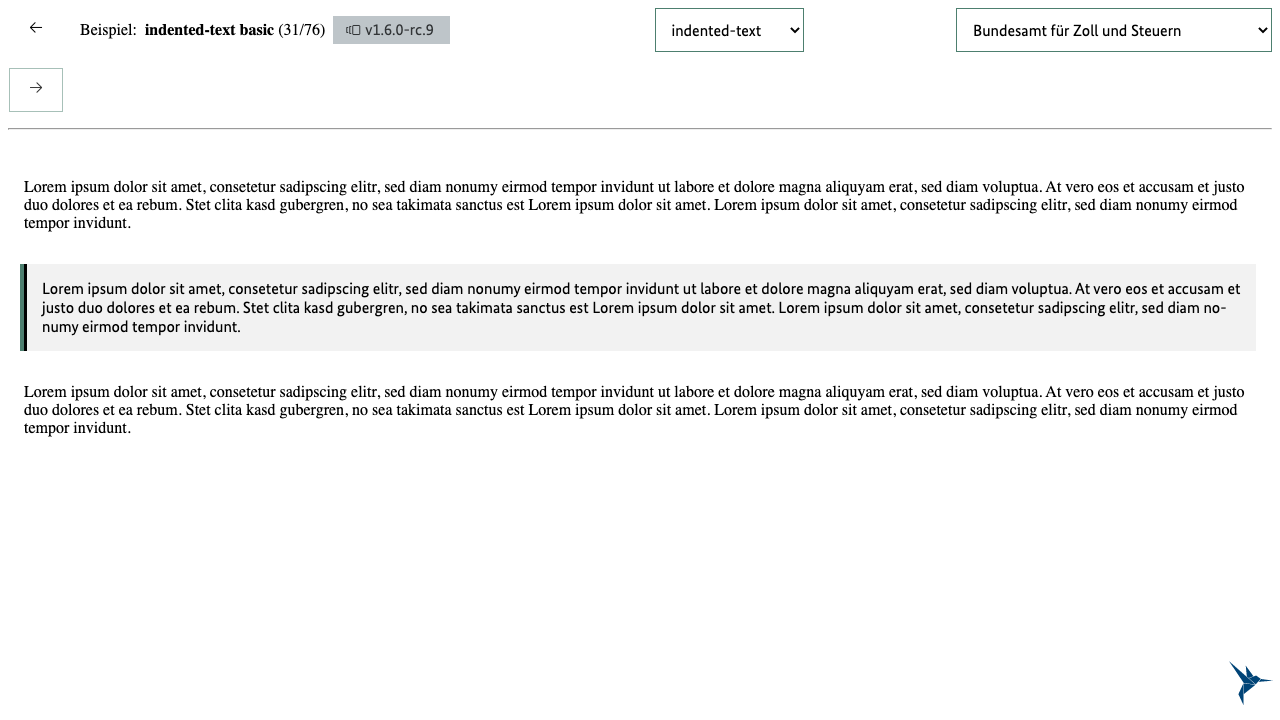 Beispiel: indented-text basic (31/76) v1.6.0-rc.9 indented-text Bundesamt für Zoll und Steuern
Lorem ipsum dolor sit amet, consetetur sadipscing elitr, sed diam nonumy eirmod tempor invidunt ut labore et dolore magna aliquyam erat, sed diam voluptua. At vero eos et accusam et justo
duo dolores et ea rebum. Stet clita kasd gubergren, no sea takimata sanctus est Lorem ipsum dolor sit amet. Lorem ipsum dolor sit amet, consetetur sadipscing elitr, sed diam nonumy eirmod
tempor invidunt.
Lorem ipsum dolor sit amet, consetetur sadipscing elitr, sed diam nonumy eirmod tempor invidunt ut labore et dolore magna aliquyam erat, sed diam voluptua. At vero eos et accusam et
justo duo dolores et ea rebum. Stet clita kasd gubergren, no sea takimata sanctus est Lorem ipsum dolor sit amet. Lorem ipsum dolor sit amet, consetetur sadipscing elitr, sed diam no-
numy eirmod tempor invidunt.
Lorem ipsum dolor sit amet, consetetur sadipscing elitr, sed diam nonumy eirmod tempor invidunt ut labore et dolore magna aliquyam erat, sed diam voluptua. At vero eos et accusam et justo
duo dolores et ea rebum. Stet clita kasd gubergren, no sea takimata sanctus est Lorem ipsum dolor sit amet. Lorem ipsum dolor sit amet, consetetur sadipscing elitr, sed diam nonumy eirmod
tempor invidunt.